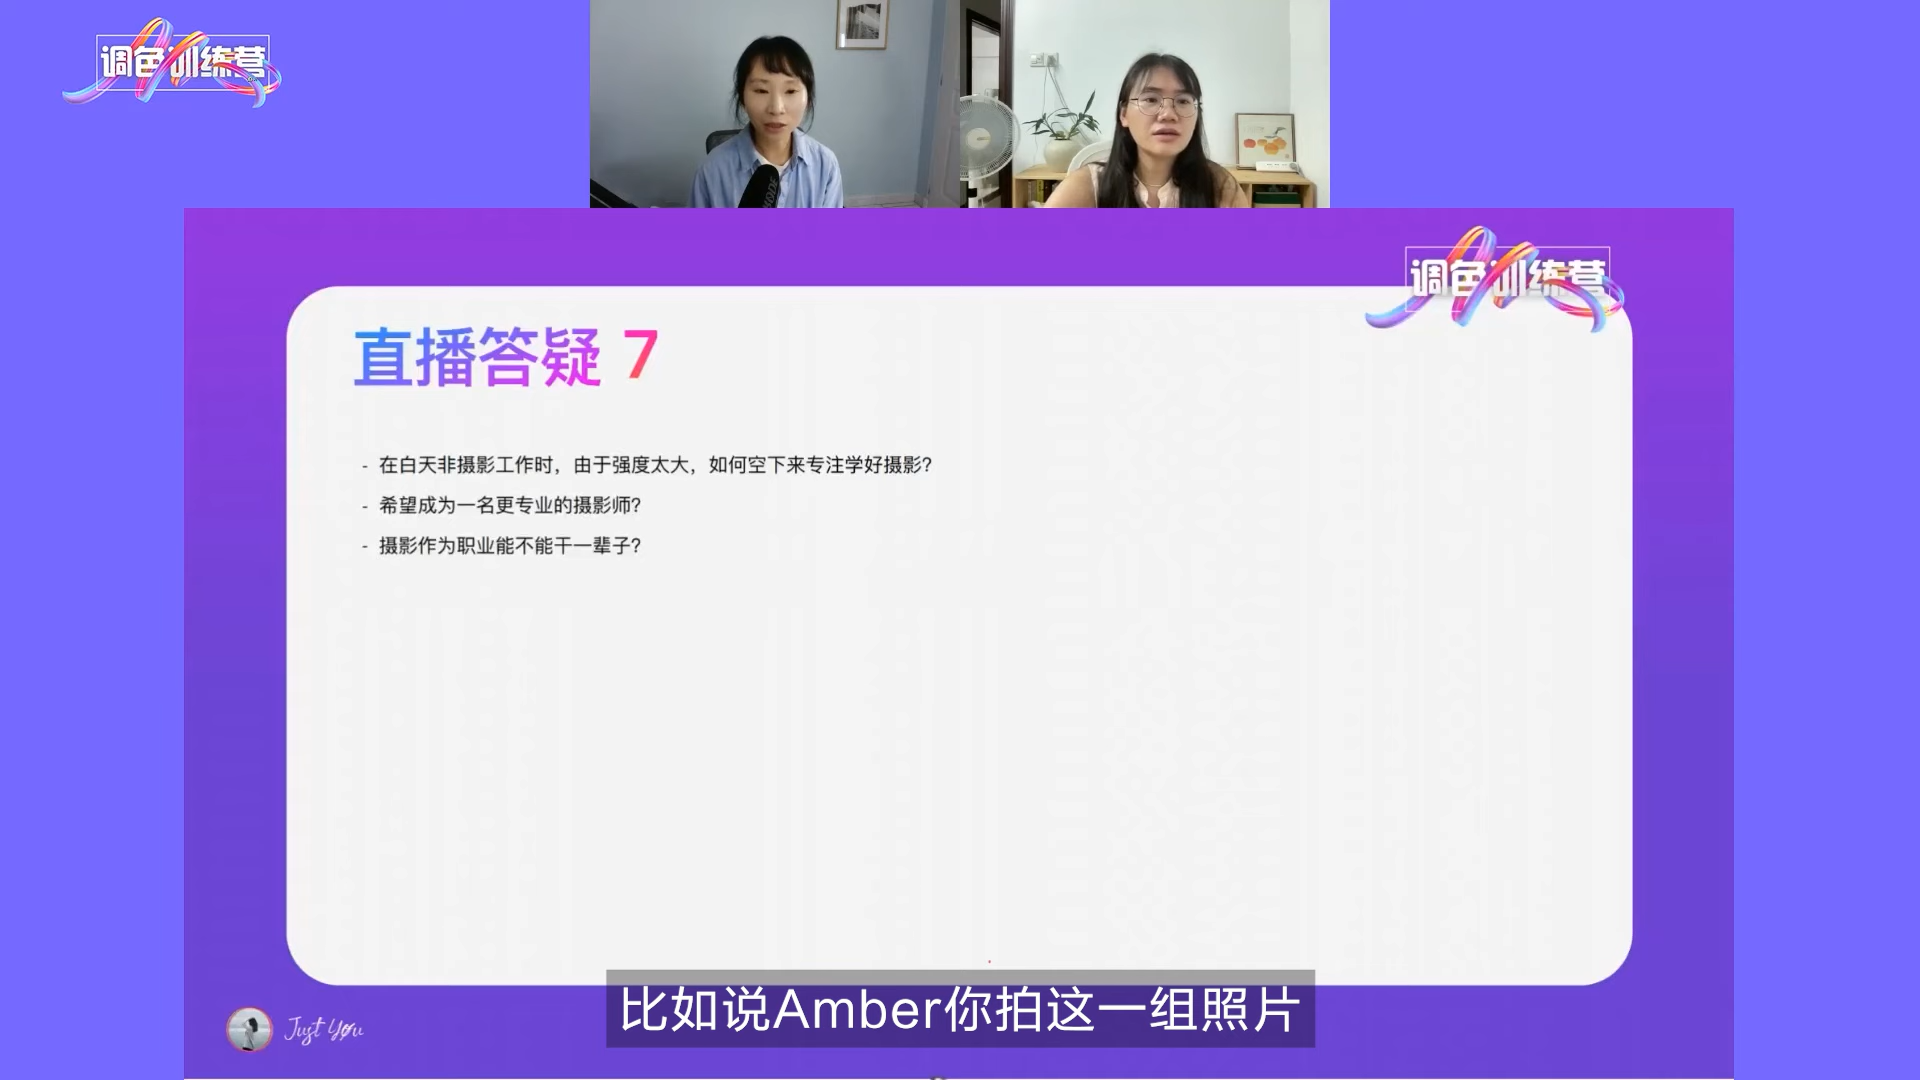 调色训练营
调色训练营
直播答疑 7
- 在白天非摄影工作时，由于强度太大，如何空下来专注学好摄影？
- 希望成为一名更专业的摄影师？
- 摄影作为职业能不能干一辈子？
Just You
比如说Amber你拍这一组照片